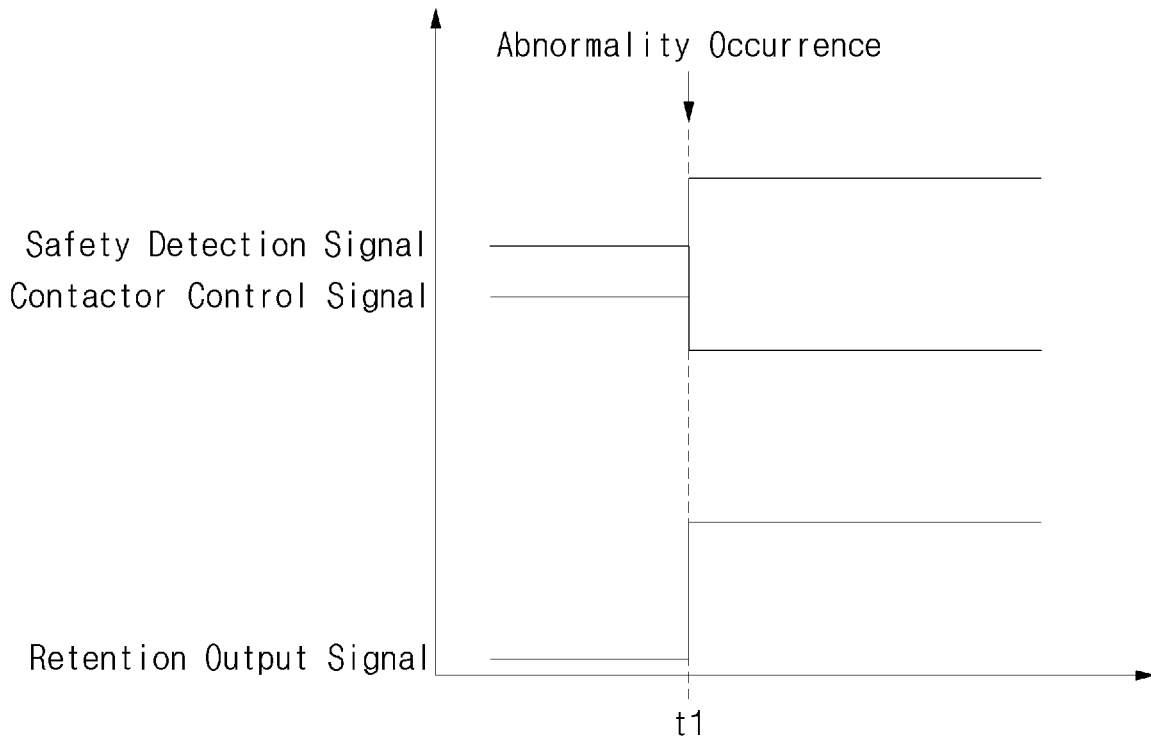 Abnormality Occurrence
Safety Detection Signal
Contactor Control Signal
Retention Output Signal
t1